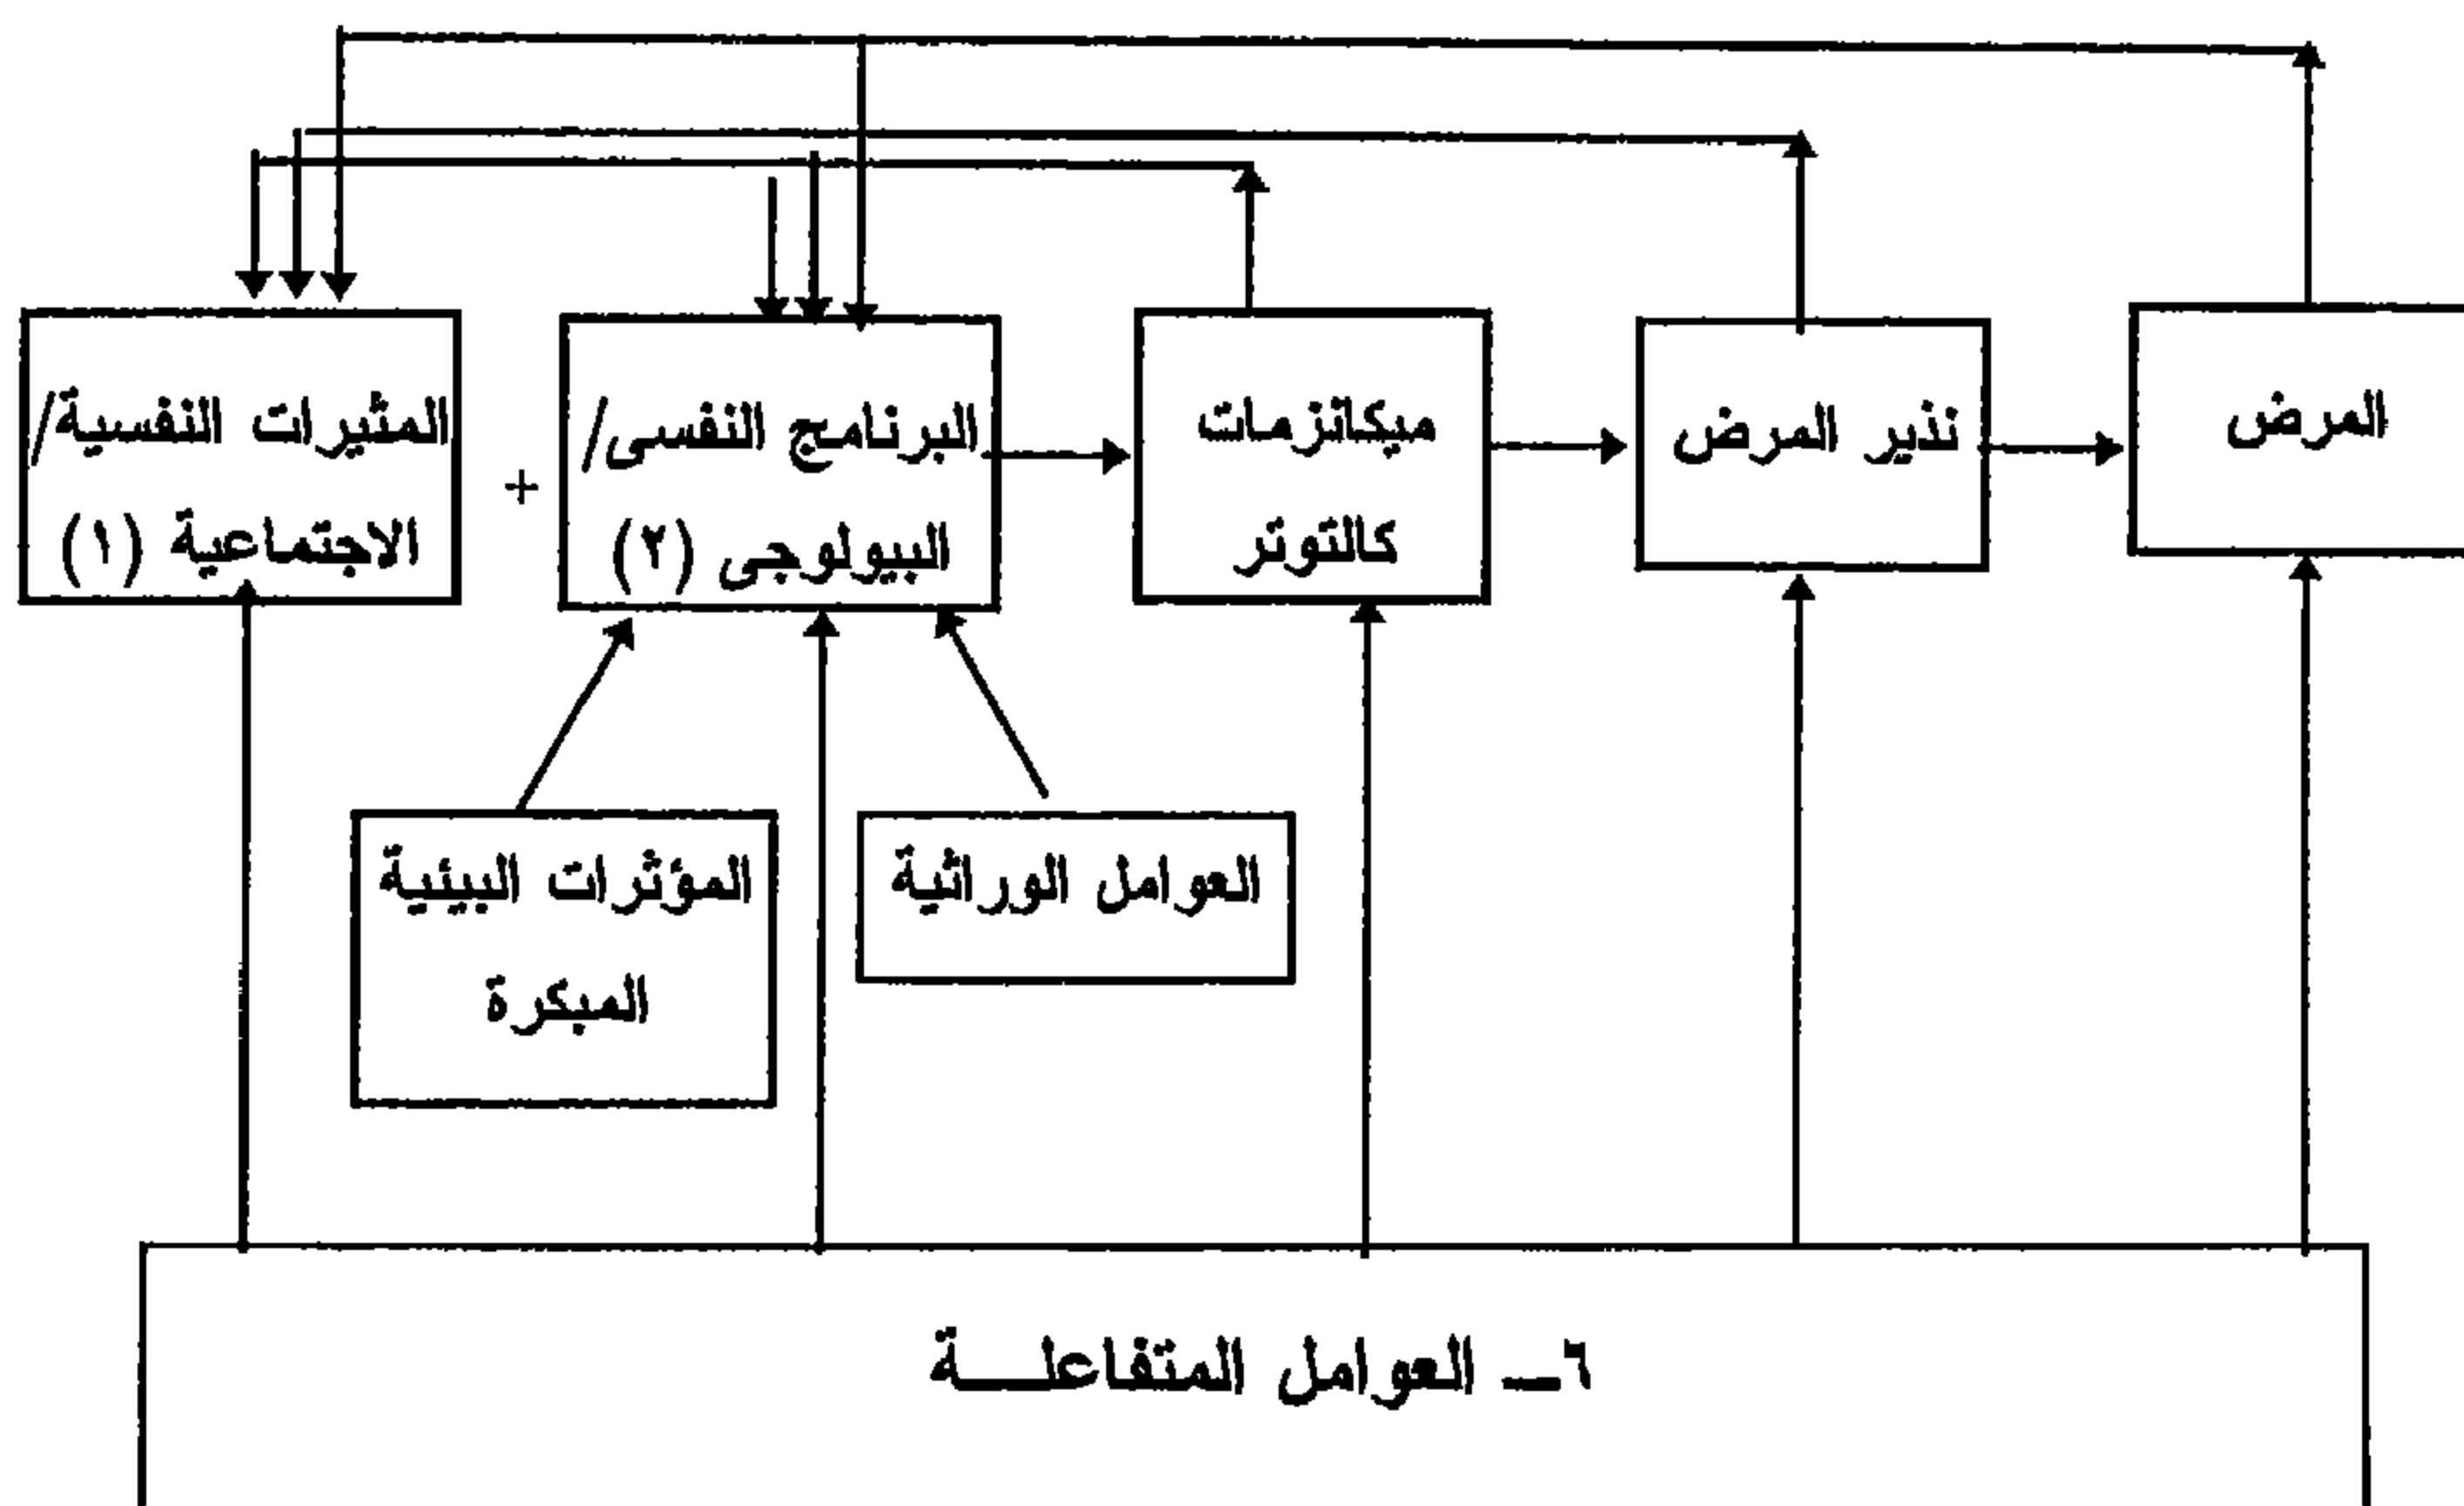 المثيرات النفسية/
الاجتماعية (١)
+
البرنامج النفسى/
البيولوجى (٢)
ميكانزمات
كالتوتر
نذير المرض
المرض
المؤثرات البيئية
المبكرة
العوامل الوراثية
٦ـ العوامل المتفاعلـــة